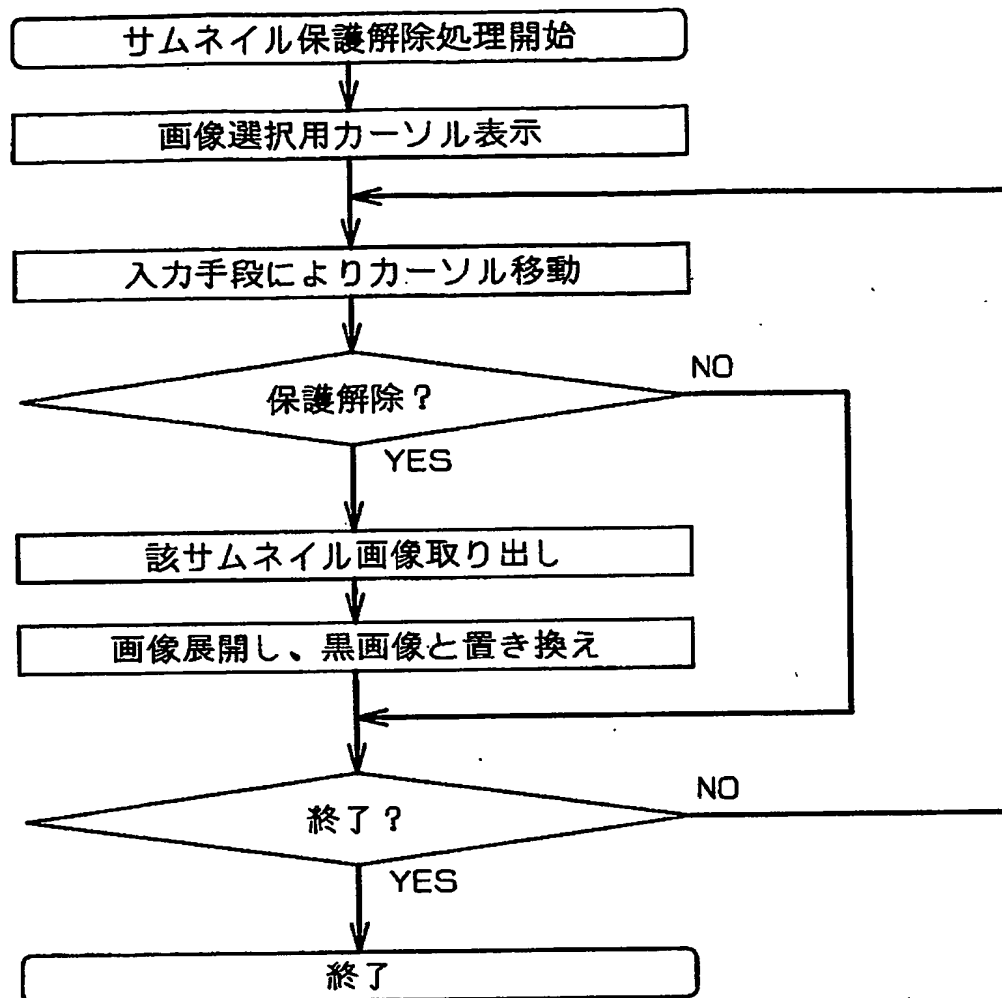 サムネイル保護解除処理開始
画像選択用カーソル表示
入力手段によりカーソル移動
保護解除?
NO
YES
該サムネイル画像取り出し
画像展開し、黒画像と置き換え
終了?
NO
YES
終了